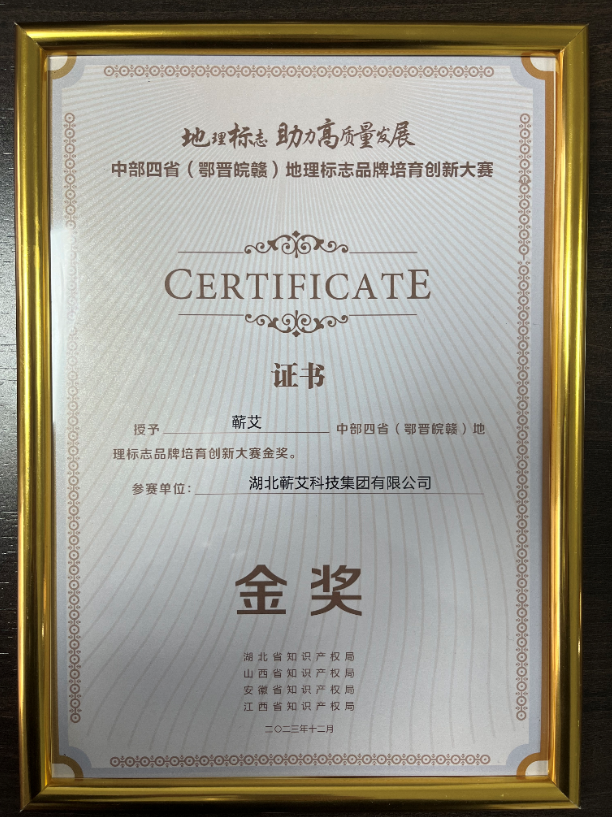 地理标志 助力高质量发展
中部四省（鄂晋皖赣）地理标志品牌培育创新大赛
CERTIFICATE
证书
授予 蕲艾 中部四省（鄂晋皖赣）地
理标志品牌培育创新大赛金奖。
参赛单位： 湖北蕲艾科技集团有限公司
金奖
湖北省知识产权局
山西省知识产权局
安徽省知识产权局
江西省知识产权局
二〇二三年十二月